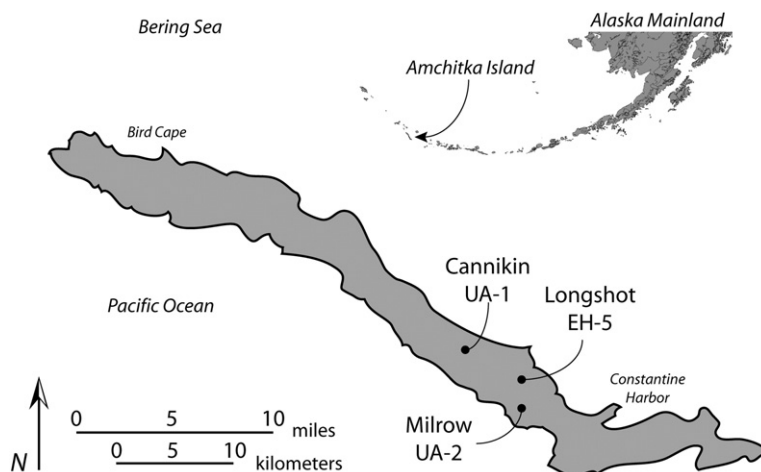 Bering Sea
Alaska Mainland
Amchitka Island
Bird Cape
Cannikin
UA-1
Longshot
EH-5
Pacific Ocean
Constantine
Harbor
0 5 10 miles
Milrow
UA-2
0 5 10
kilometers
N